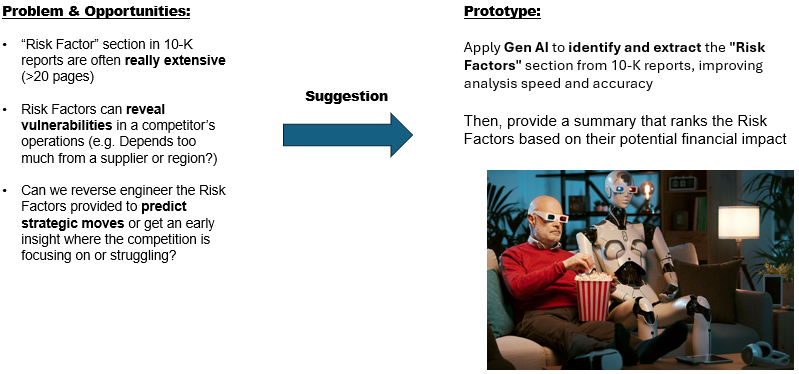 Problem & Opportunities:
• "Risk Factor" section in 10-K
reports are often really extensive
(>20 pages)
• Risk Factors can reveal
vulnerabilities in a competitor's
operations (e.g. Depends too
much from a supplier or region?)
• Can we reverse engineer the Risk
Factors provided to predict
strategic moves or get an early
insight where the competition is
focusing on or struggling?
Suggestion
Prototype:
Apply Gen AI to identify and extract the "Risk
Factors" section from 10-K reports, improving
analysis speed and accuracy
Then, provide a summary that ranks the Risk
Factors based on their potential financial impact